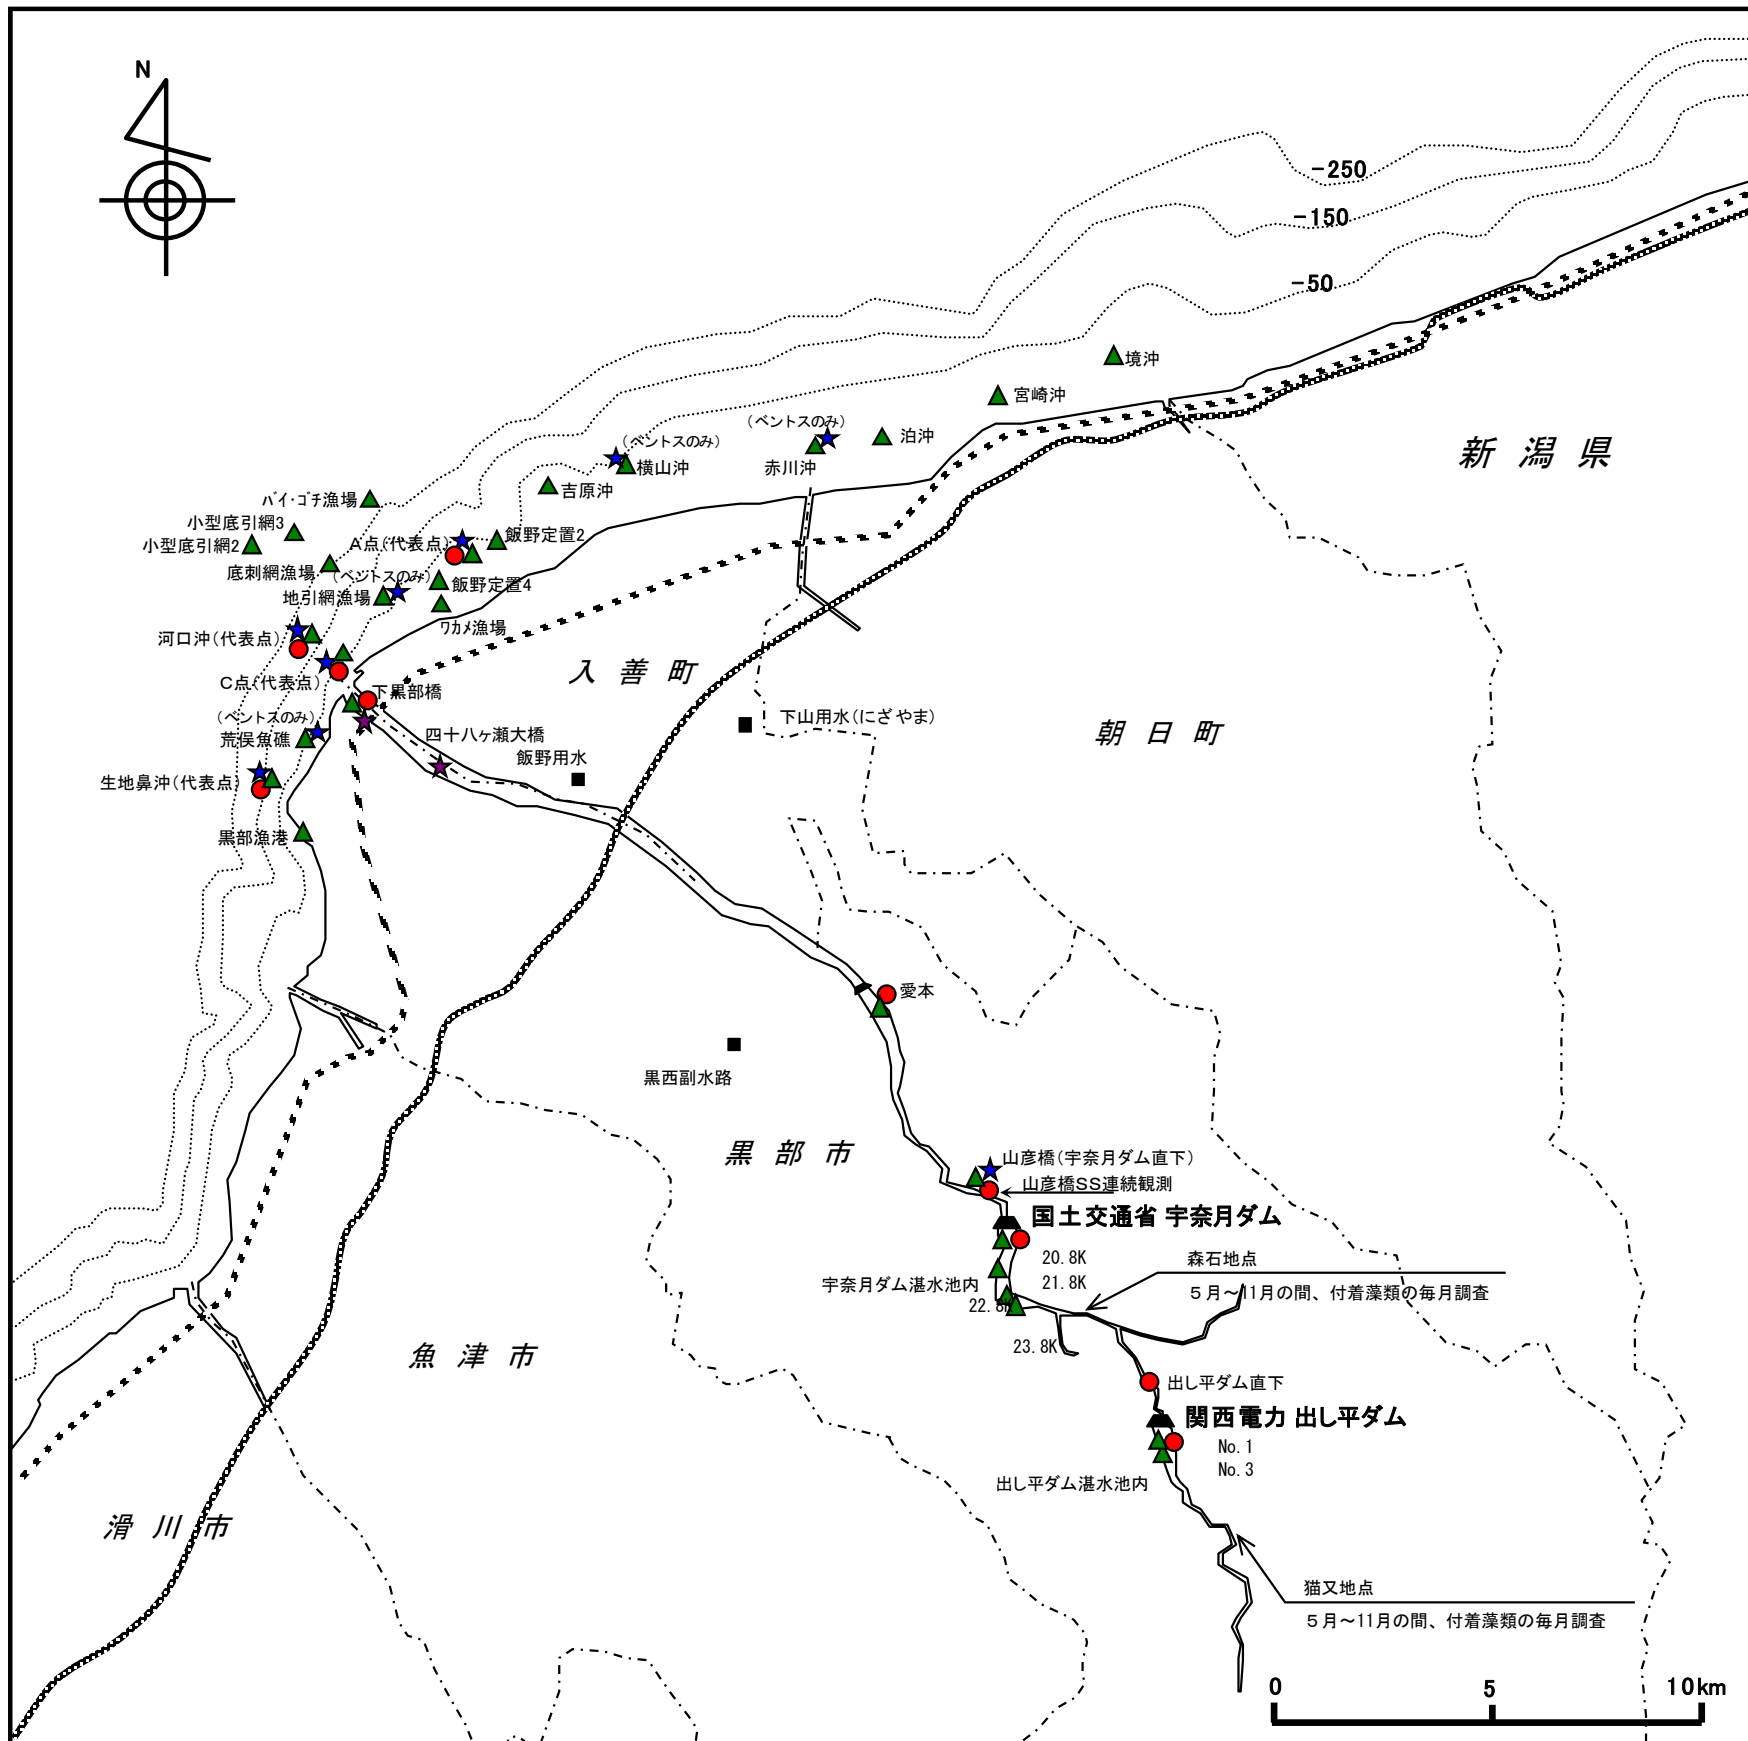 N
-250
-150
-50
境沖
宮崎沖
新潟県
(ベントスのみ)
泊沖
(ベントスのみ)
横山沖
赤川沖
吉原沖
バイ・ゴチ漁場
小型底引網3
飯野定置2
小型底引網2
A点(代表点)
底刺網漁場
(ベントスのみ)
飯野定置4
地引網漁場
ワカメ漁場
河口沖(代表点)
入善町
C点(代表点)
下黒部橋
(ベントスのみ)
下山用水(にざやま)
朝日町
荒俣魚礁
四十八ヶ瀬大橋
飯野用水
生地鼻沖(代表点)
黒部漁港
愛本
黒西副水路
黒部市
山彦橋(宇奈月ダム直下)
山彦橋SS連続観測
国土交通省 宇奈月ダム
20.8K
森石地点
宇奈月ダム湛水池内
21.8K
5月~11月の間、付着藻類の毎月調査
22.8K
23.8K
魚津市
出し平ダム直下
関西電力 出し平ダム
No.1
No.3
出し平ダム湛水池内
滑川市
猫又地点
5月~11月の間、付着藻類の毎月調査
0 5 10km